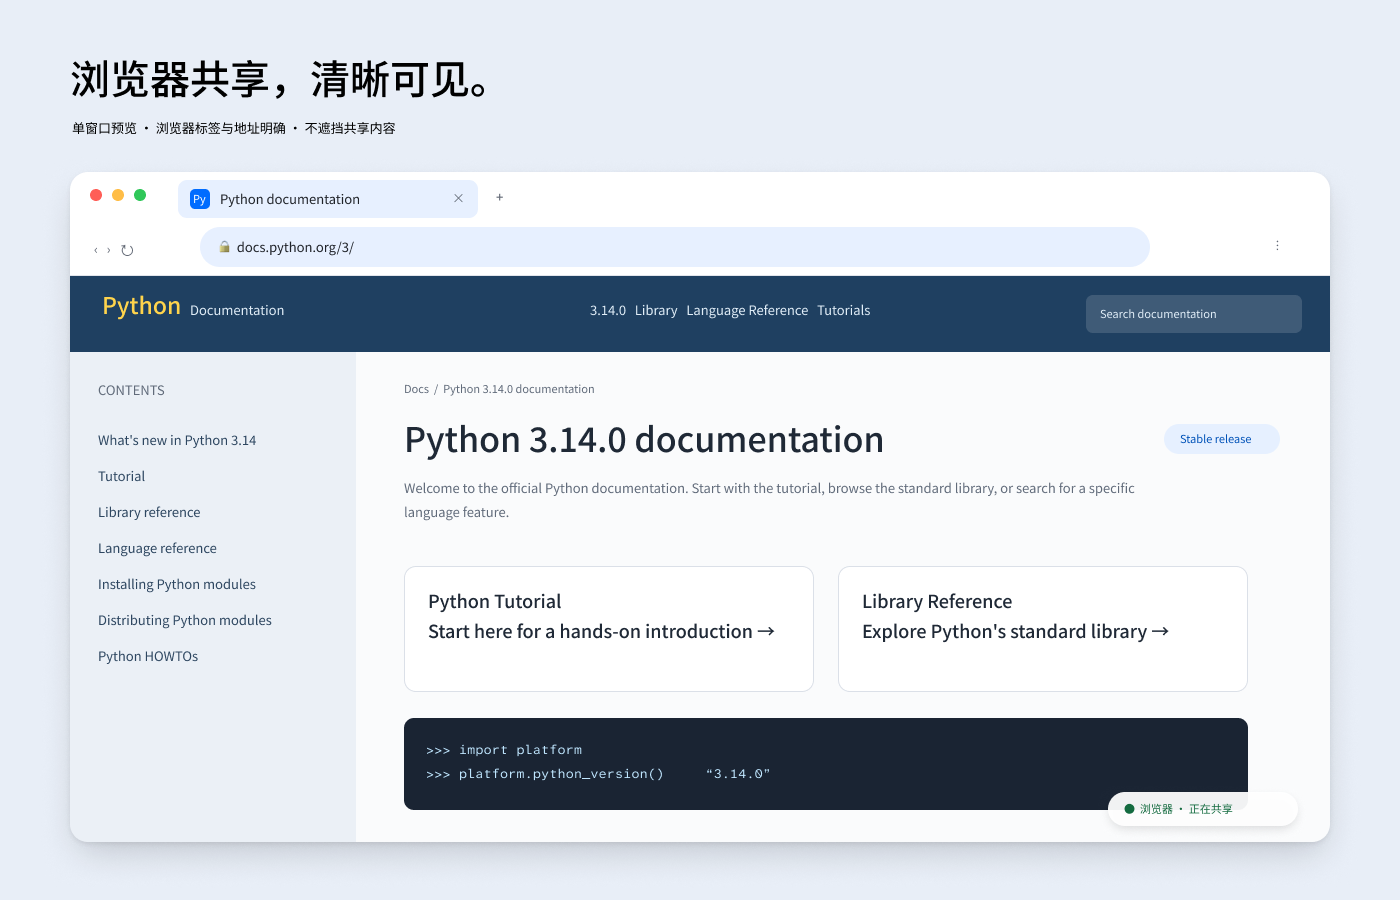 浏览器共享，清晰可见。
单窗口预览 · 浏览器标签与地址明确 · 不遮挡共享内容
Py Python documentation × +
‹ › ↻ docs.python.org/3/ ⋮
Python Documentation 3.14.0 Library Language Reference Tutorials Search documentation
CONTENTS
What's new in Python 3.14
Tutorial
Library reference
Language reference
Installing Python modules
Distributing Python modules
Python HOWTOs
Docs / Python 3.14.0 documentation
Python 3.14.0 documentation
Stable release
Welcome to the official Python documentation. Start with the tutorial, browse the standard library, or search for a specific
language feature.
Python Tutorial
Start here for a hands-on introduction →
Library Reference
Explore Python's standard library →
>>> import platform
>>> platform.python_version() “3.14.0”
浏览器 · 正在共享